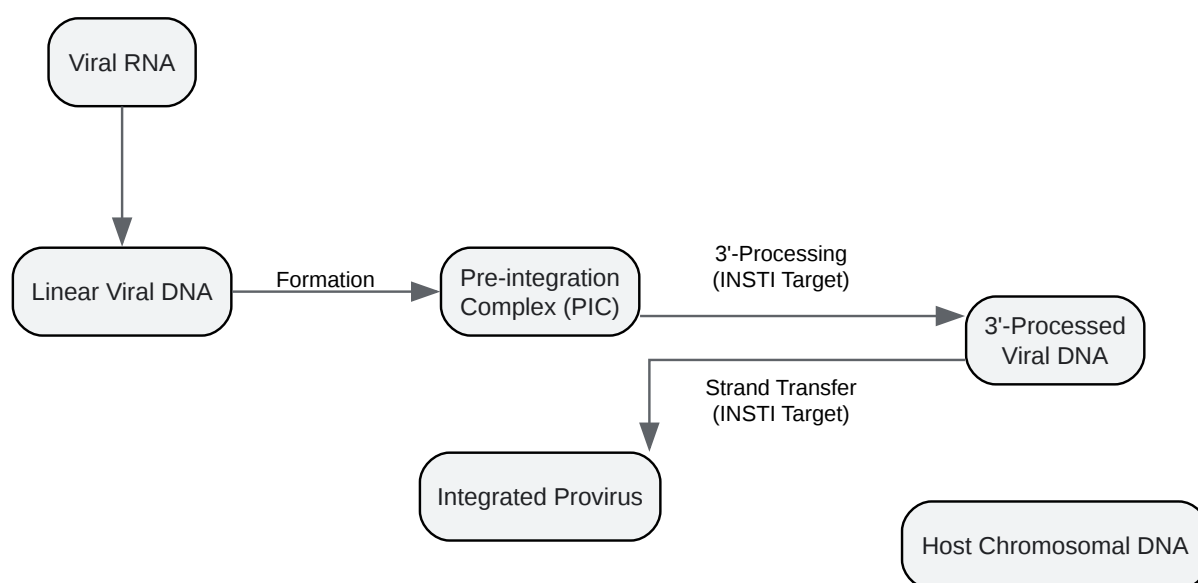 Viral RNA
Linear Viral DNA
Formation
Pre-integration
Complex (PIC)
3'-Processing
(INSTI Target)
3'-Processed
Viral DNA
Strand Transfer
(INSTI Target)
Integrated Provirus
Host Chromosomal DNA